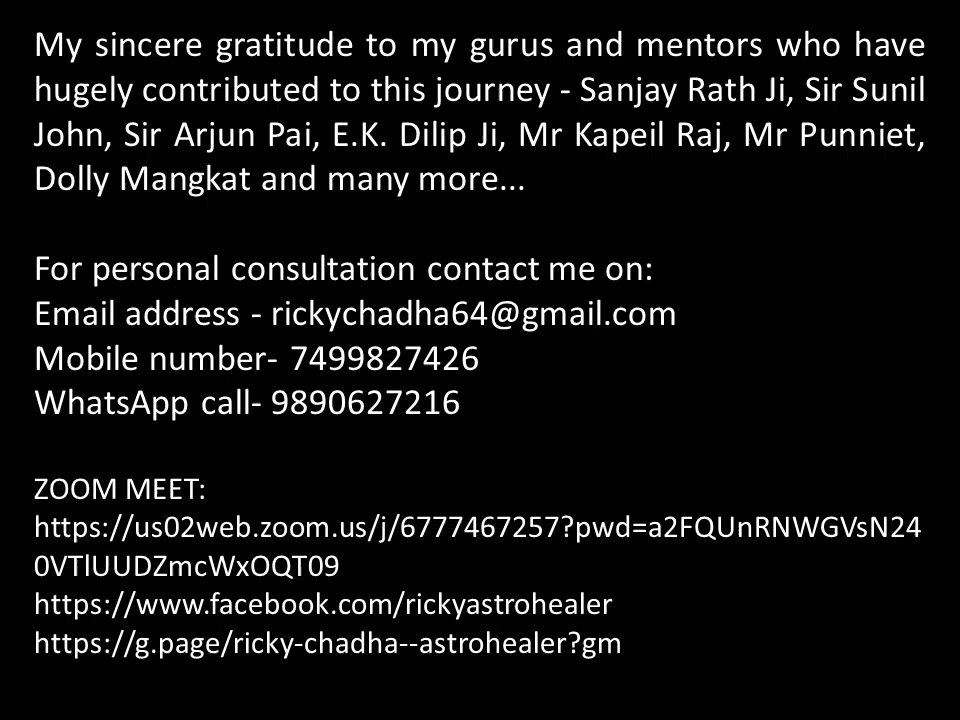 My sincere gratitude to my gurus and mentors who have
hugely contributed to this journey - Sanjay Rath Ji, Sir Sunil
John, Sir Arjun Pai, E.K. Dilip Ji, Mr Kapeil Raj, Mr Punniet,
Dolly Mangkat and many more...
For personal consultation contact me on:
Email address - rickychadha64@gmail.com
Mobile number- 7499827426
WhatsApp call- 9890627216
ZOOM MEET:
https://us02web.zoom.us/j/6777467257?pwd=a2FQUnRNWGVsN24
0VTlUUDZmcWxOQT09
https://www.facebook.com/rickyastrohealer
https://g.page/ricky-chadha--astrohealer?gm